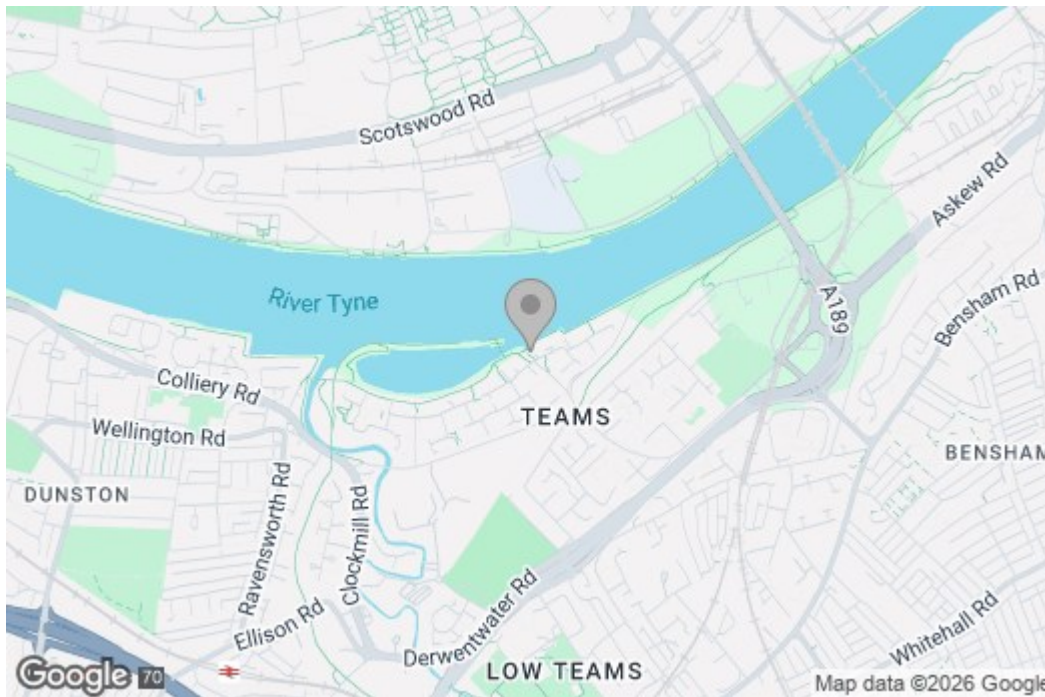 Scotswood Rd
Askew Rd
River Tyne
A189
Bensham Rd
Colliery Rd
Wellington Rd
TEAMS
BENSHAM
DUNSTON
Ravensworth Rd
Clockmill Rd
Ellison Rd
Derwentwater Rd
Whitehall Rd
LOW TEAMS
Google 70
Map data ©2026 Google